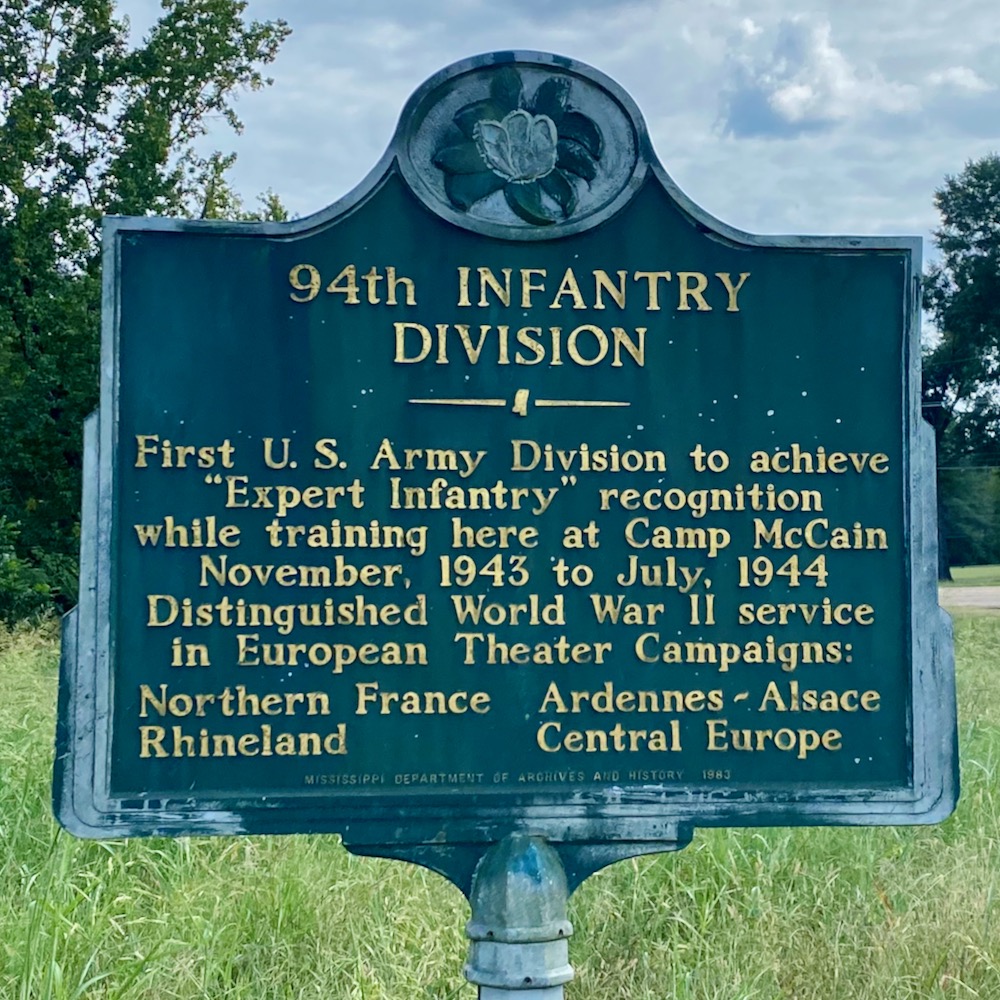 94th INFANTRY
DIVISION
First U. S. Army Division to achieve
"Expert Infantry" recognition
while training here at Camp McCain
November, 1943 to July, 1944
Distinguished World War II service
in European Theater Campaigns:
Northern France Ardennes - Alsace
Rhineland Central Europe
MISSISSIPPI DEPARTMENT OF ARCHIVES AND HISTORY 1983